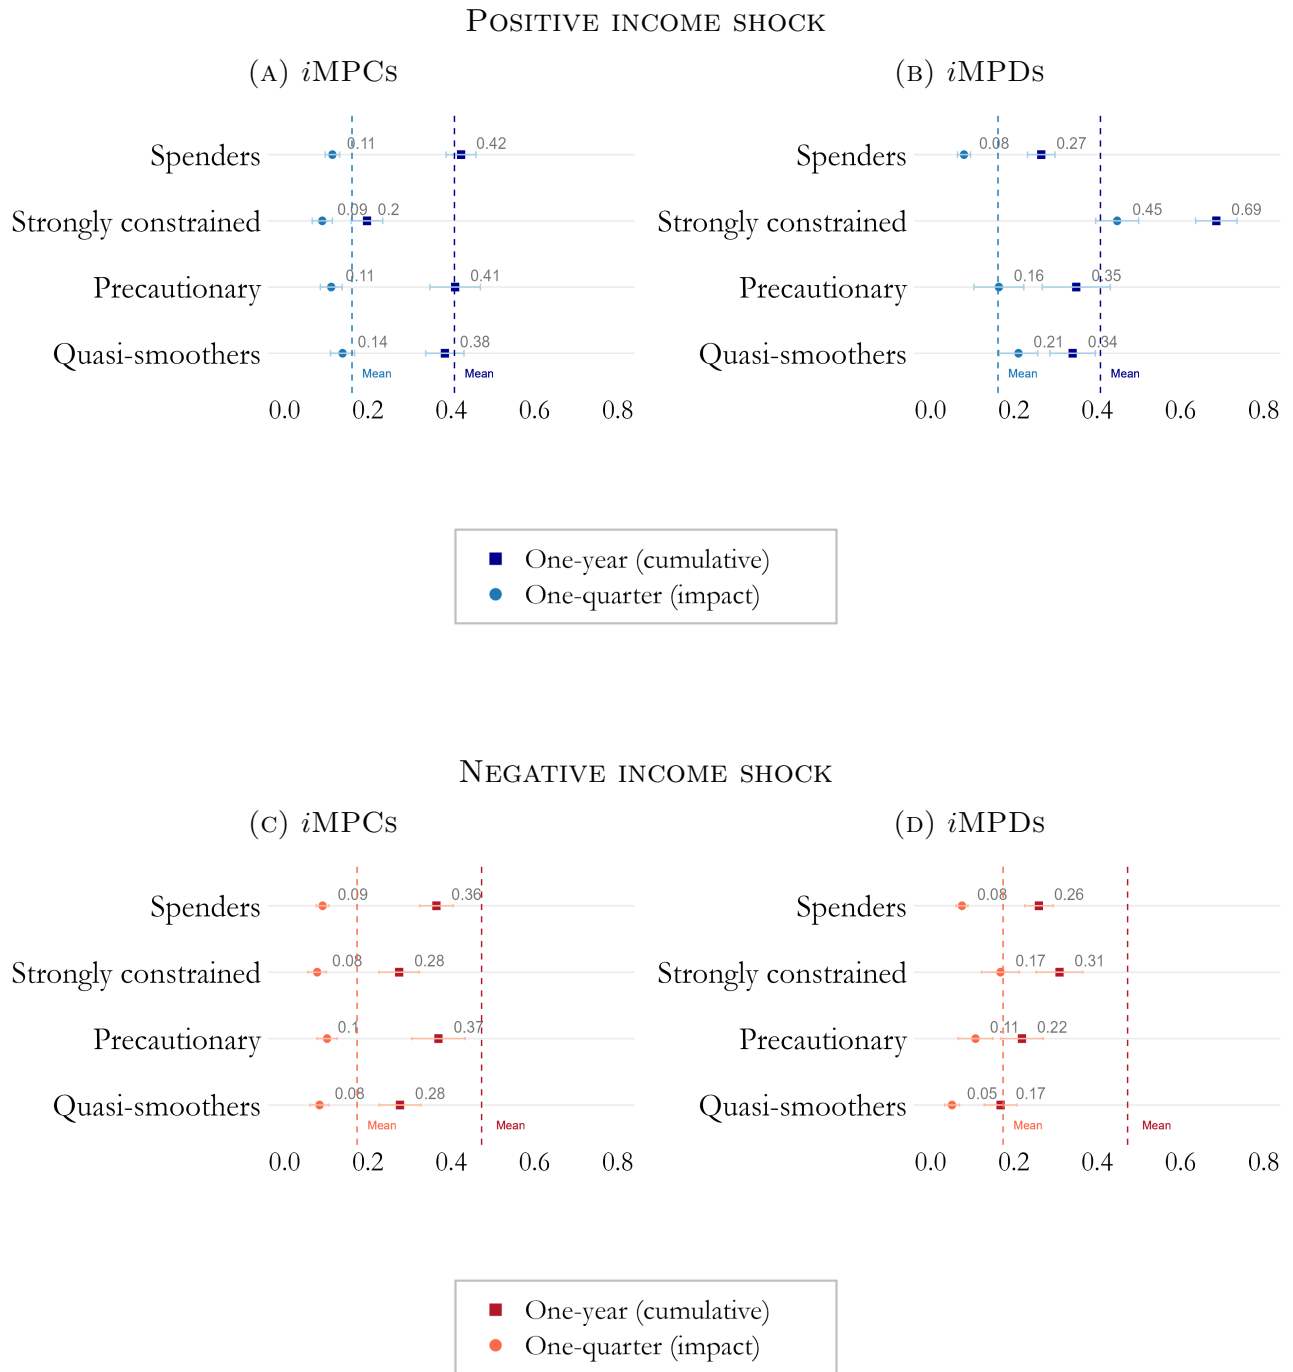 POSITIVE INCOME SHOCK
(A) iMPCs
Spenders
0.11
0.42
Strongly constrained
0.09
0.2
Precautionary
0.11
0.41
Quasi-smoothers
0.14
0.38
Mean
Mean
0.0 0.2 0.4 0.6 0.8
(B) iMPDs
Spenders
0.08
0.27
Strongly constrained
0.45
0.69
Precautionary
0.16
0.35
Quasi-smoothers
0.21
0.34
Mean
Mean
0.0 0.2 0.4 0.6 0.8
One-year (cumulative)
One-quarter (impact)
NEGATIVE INCOME SHOCK
(C) iMPCs
Spenders
0.09
0.36
Strongly constrained
0.08
0.28
Precautionary
0.1
0.37
Quasi-smoothers
0.08
0.28
Mean
Mean
0.0 0.2 0.4 0.6 0.8
(D) iMPDs
Spenders
0.08
0.26
Strongly constrained
0.17
0.31
Precautionary
0.11
0.22
Quasi-smoothers
0.05
0.17
Mean
Mean
0.0 0.2 0.4 0.6 0.8
One-year (cumulative)
One-quarter (impact)